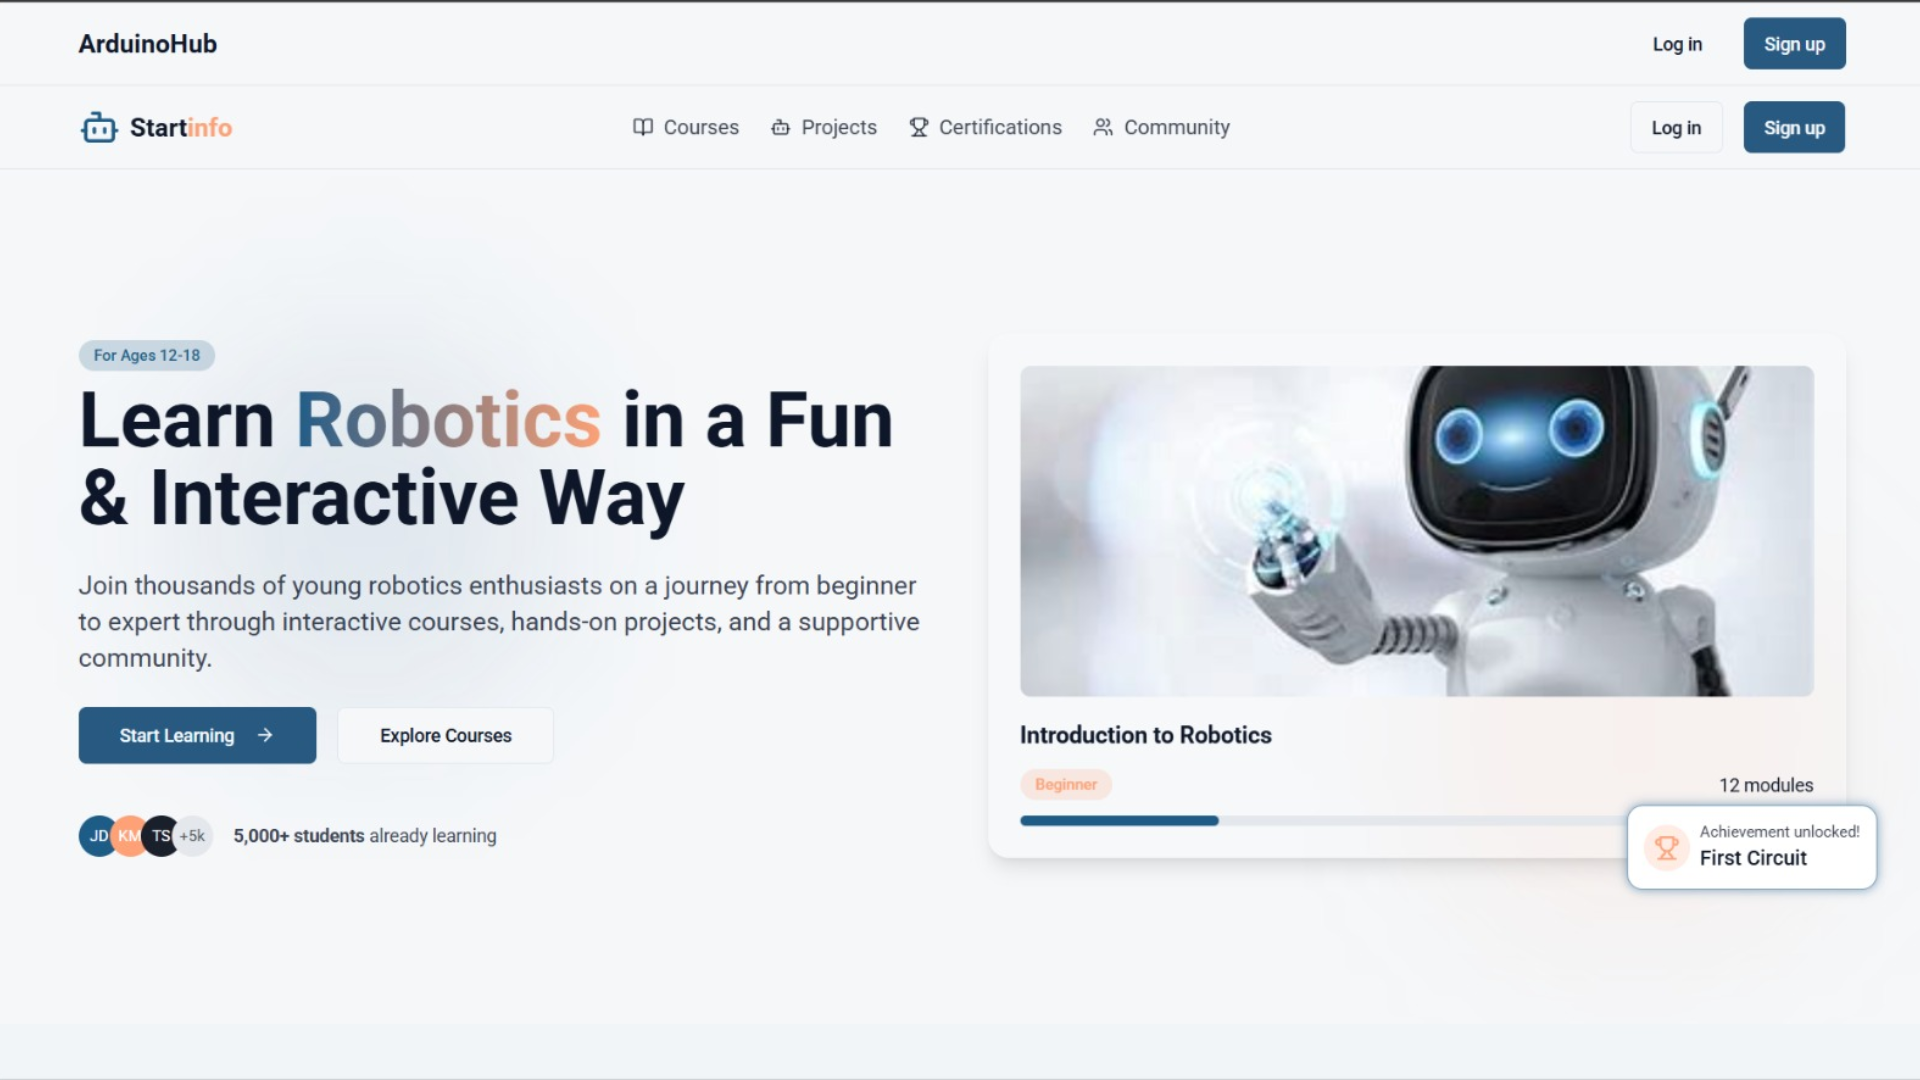 ArduinoHub
Log in
Sign up
Startinfo
Courses
Projects
Certifications
Community
Log in
Sign up
For Ages 12-18
Learn Robotics in a Fun
& Interactive Way
Join thousands of young robotics enthusiasts on a journey from beginner
to expert through interactive courses, hands-on projects, and a supportive
community.
Start Learning →
Explore Courses
JD KM TS +5k
5,000+ students already learning
Introduction to Robotics
Beginner
12 modules
Achievement unlocked!
First Circuit